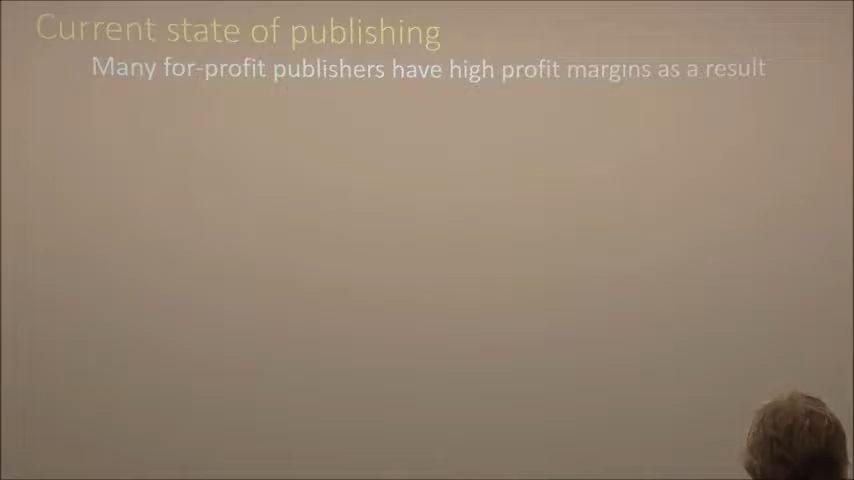 Current state of publishing
Many for-profit publishers have high profit margins as a result